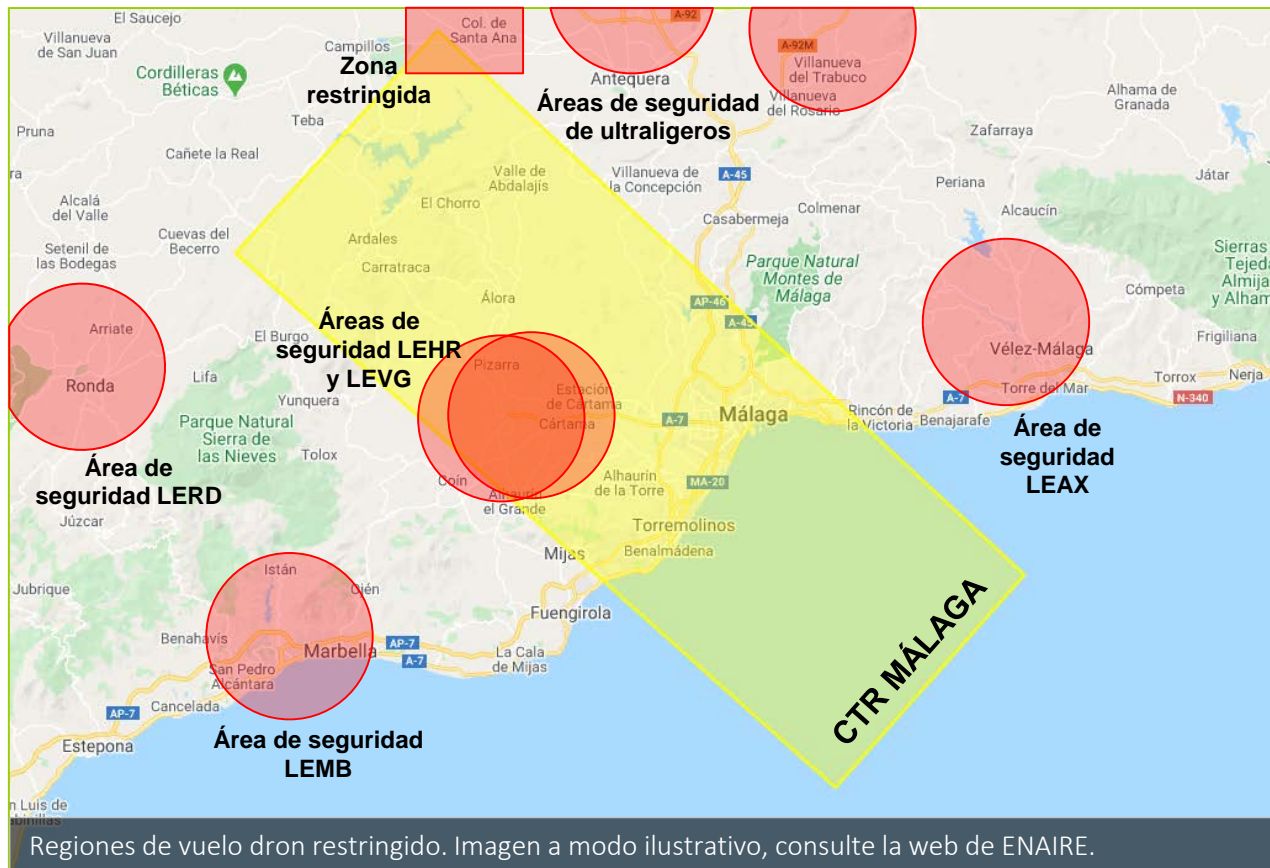 El Saucejo
Villanueva
de San Juan
Campillos
Col. de
Santa Ana
A-92
A-92M
Cordilleras
Béticas
Zona
restringida
Antequera
Villanueva
del Trabuco
Villanueva
del Rosario
Áreas de seguridad
de ultraligeros
Alhama de
Granada
Pruna
Teba
Zafarraya
Cañete la Real
Valle de
Abdalajís
Villanueva de
la Concepción
A-45
Periana
Játar
Alcalá
del Valle
El Chorro
Casabermeja
Colmenar
Alcaucín
Setenil de
las Bodegas
Cuevas del
Becerro
Ardales
Carratraca
Parque Natural
Montes de
Málaga
Sierras
Tejeda
Almija
y Alham
Cómpeta
Álora
AP-46
A-45
Arriate
El Burgo
Áreas de
seguridad LEHR
y LEVG
Frigiliana
Vélez-Málaga
Pizarra
Ronda
Lifa
Yunquera
Estación
de Cártama
Torre del Mar
Torrox
Nerja
A-7
N-340
Parque Natural
Sierra de
las Nieves
Cártama
A-7
Málaga
Rincón de
la Victoria
Benajarafe
Área de
seguridad
LEAX
Tolox
Área de
seguridad LERD
Coín
Alhaurín
el Grande
Alhaurín
de la Torre
MA-20
Júzcar
Torremolinos
Mijas
Benalmádena
Istán
Ojén
Jubrique
Fuengirola
Benahavís
Marbella
AP-7
A-7
La Cala
de Mijas
San Pedro
Alcántara
Cancelada
AP-7
Estepona
CTR MÁLAGA
Área de seguridad
LEMB
n Luis de
Regiones de vuelo dron restringido. Imagen a modo ilustrativo, consulte la web de ENAIRE.